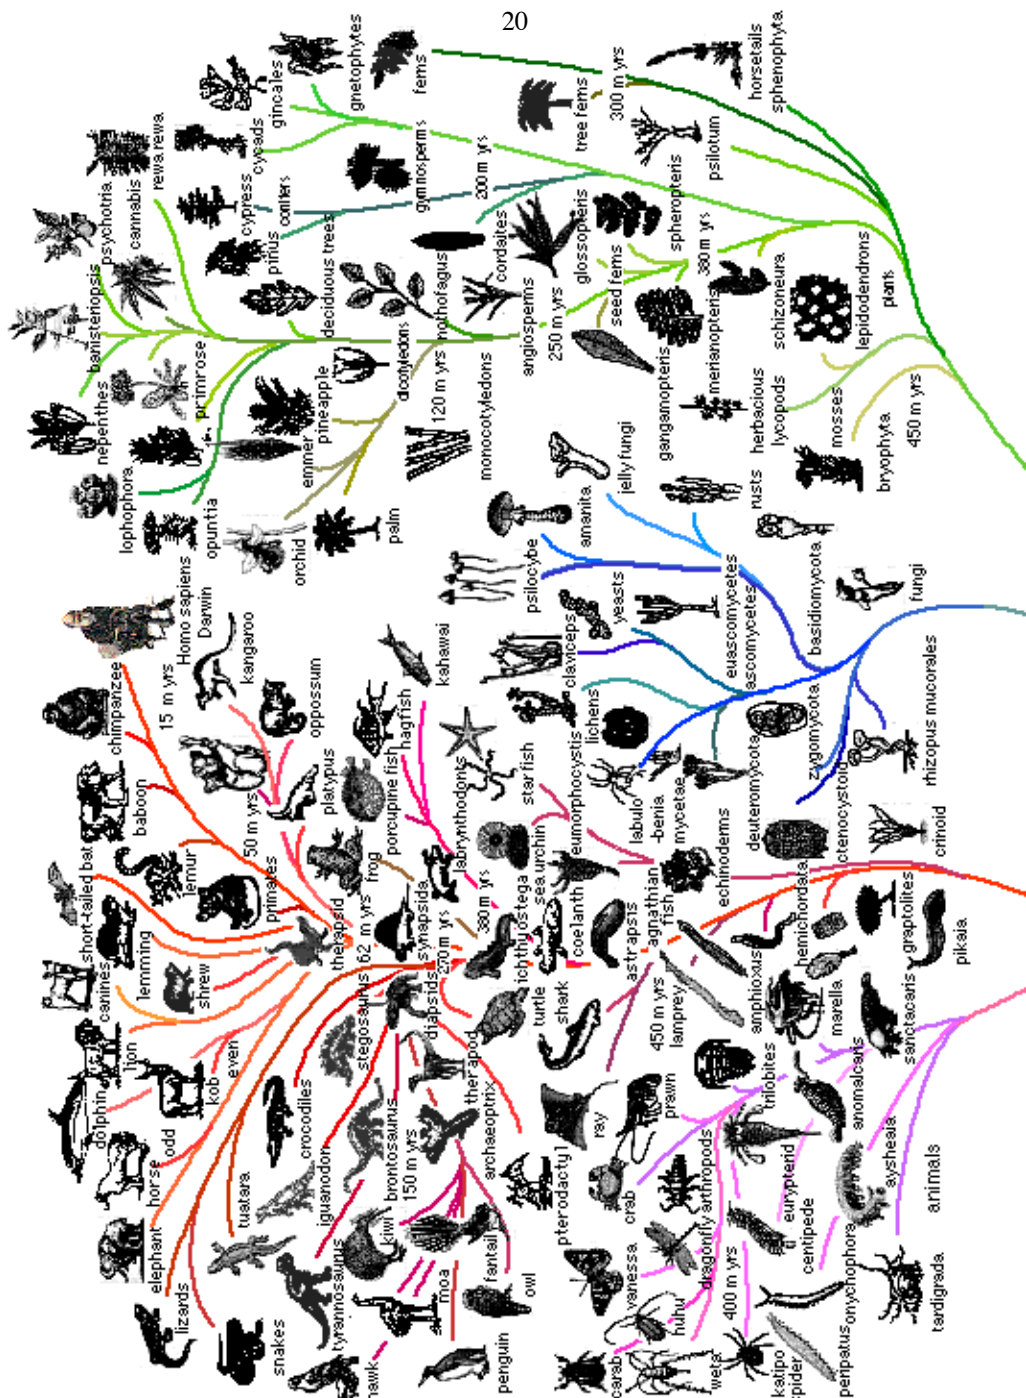 20
gincales
gnetophytes
ferns
tree ferns
300 m yrs
horsetails
sphenophyta
psilotum
cycads
rewa rewa
cypress
conifers
gymnosperms
200 m yrs
psychotria
cannabis
pinus
deciduous trees
nothofagus
cordaites
glossopteris
spheropteris
380 m yrs
seed ferns
banisteriopsis
primrose
nepenthes
angiosperms
250 m yrs
dicotyledons
120 m yrs
monocotyledons
pineapple
emmer
ganganopteris
merianopteris
schizoneura
lepidodendrons
plants
herbacious
lycopods
mosses
bryophyta
450 m yrs
lophophora
opuntia
orchid
palm
jelly fungi
amanita
rusts
psilocybe
yeasts
claviceps
euascomycetes
ascomycetes
basidiomycota
fungi
lichens
eumorphocystis
labulo
-benia
mycetae
deuteromycota
zygomycota
rhizopus mucorales
Homo sapiens
Darwin
chimpanzee
15 m yrs
kangaroo
opposum
baboon
platypus
50 m yrs
kahawai
hagfish
porcupine fish
labrynthodonts
star fish
short-tailed bat
lemur
primates
frog
sea urchin
echinoderms
ctenocystoid
crinoid
canines
lemming
shrew
therapsid
62 m yrs
synapsida
380 m yrs
270 m yrs
ichthyostega
coelanth
agnathian
fish
astrapsis
hemichordata
graptolites
pikaia
lion
dolphin
kob
even
stegosaurus
diapsids
turtle
shark
450 m yrs
lamprey
amphioxus
marella
sanctacaris
horse
odd
crocodiles
brontosaurus
150 m yrs
therapod
archaeoptrix
ray
prawn
trilobites
anomalcaris
elephant
tuatara
iguanodon
kiwi
pterodactyl
crab
arthropods
eurypterid
aysheaia
animals
lizards
snakes
tyrannosaurus
hawk
moa
fantail
owl
penguin
vanessa
dragonfly
huhu
400 m yrs
centipede
onychophora
tardigrada
carab
weta
katipo
spider
peripatus